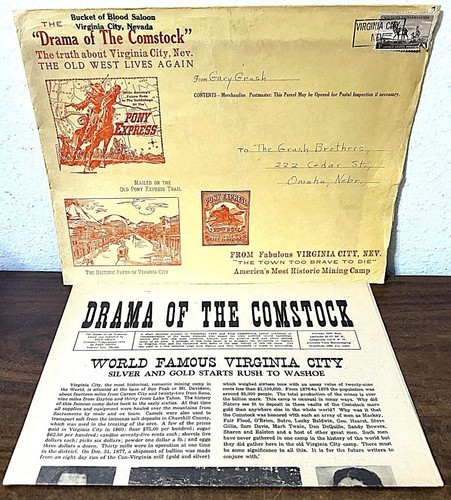 THE Bucket of Blood Saloon
Virginia City, Nevada
"Drama of The Comstock"
The truth about Virginia City, Nev.
THE OLD WEST LIVES AGAIN
VIRGINIA CITY
From Gary Grush
CONTENTS - Merchandise Postmaster: This Parcel May be Opened for Postal Inspection if necessary.
PONY
EXPRESS
To The Grush Brothers,
222 Cedar St,
Omaha, Nebr.
MAILED ON THE
OLD PONY EXPRESS TRAIL
PONY EXPRESS
THE HISTORIC PATHS OF VIRGINIA CITY
FROM Fabulous VIRGINIA CITY, NEV.
"THE TOWN TOO BRAVE TO DIE"
America's Most Historic Mining Camp
DRAMA OF THE COMSTOCK
WORLD FAMOUS VIRGINIA CITY
SILVER AND GOLD STARTS RUSH TO WASHOE
Virginia City, the most historical, romantic mining camp in
the World, is situated at the base of Sun Peak or Mt. Davidson,
about fourteen miles from Carson City and twenty-two from Reno,
nine miles from Dayton and thirty from Lake Tahoe. The history
of this famous city dates back to the early sixties. At that time
all supplies and equipment were hauled over the mountains from
Sacramento by mule and ox team. Camels were also used to
transport salt from the salt wells and deposits in Churchill County,
which was used in the treating of the ores. A few of the prices
paid in Virginia City in 1860: flour $75.00 per hundred; sugar
$62.50 per hundred; candles seventy-five cents each; shovels five
dollars each; picks six dollars; powder one dollar a lb.; and eggs
three dollars a dozen. Thirty mills were in operation at one time
in the district. On Dec. 31, 1877, a shipment of bullion was made
from an eight day run of the Con-Virginia (of gold and silver)
which weighed sixteen tons with an assay value of twenty-nine
cents less than $1,100,000. From 1876 to 1878 the population was
around 30,000 people. The total production of the mines is over
the billion mark. This camp is unusual in many ways. Why did
Nature see fit to deposit in these mountains of the Comstock more
gold than anywhere else in the world? Why was it that
the Comstock was honored with such an array of men as Mackay,
Fair Flood, O'Brien, Sutro, Lucky Baldwin, Geo. Hearst, Steve
Gills, Sam Davis, Mark Twain, Dan DeQuille, Sandy Bowers,
Sharon and Ralston and a host of other great men. Such men
have never gathered in one camp in the history of the world but
they did gather here in the old Virginia City camp. There must
be some significance to all this. It is for the future writers to
conjure with.